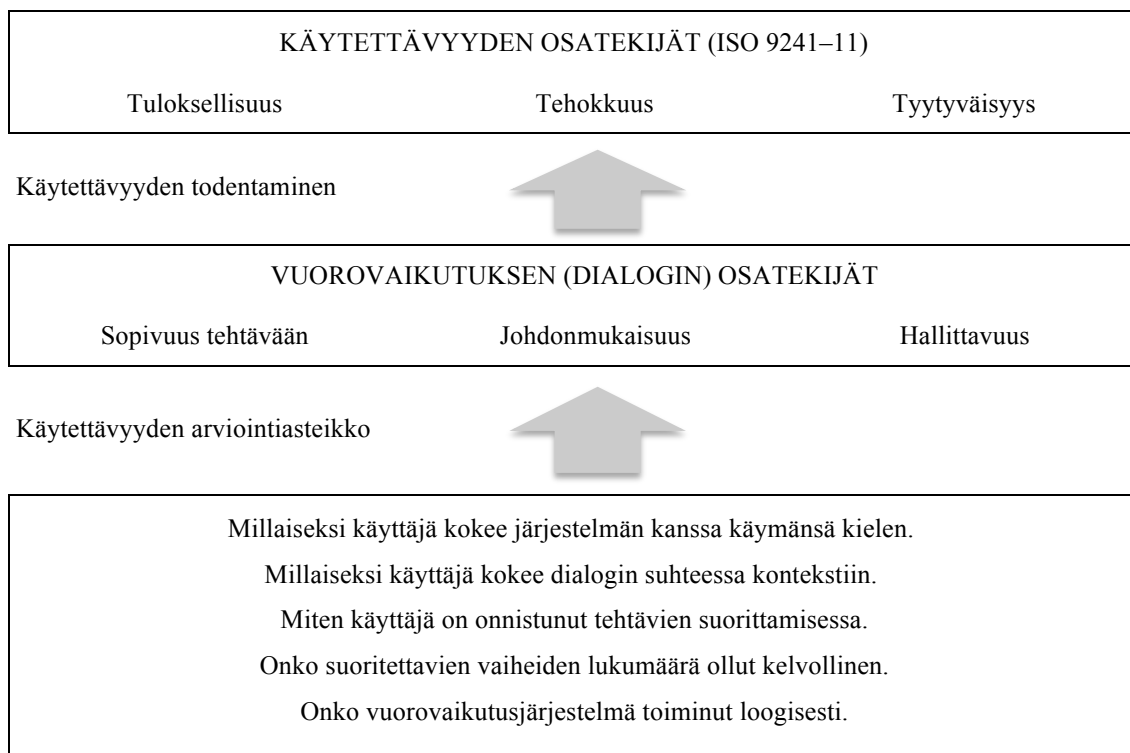 KÄYTETTÄVYYDEN OSATEKIJÄT (ISO 9241–11)
Tuloksellisuus Tehokkuus Tyytyväisyys
Käytettävyyden todentaminen
VUOROVAIKUTUKSEN (DIALOGIN) OSATEKIJÄT
Sopivuus tehtävään Johdonmukaisuus Hallittavuus
Käytettävyyden arviointiasteikko
Millaiseksi käyttäjä kokee järjestelmän kanssa käymänsä kielen.
Millaiseksi käyttäjä kokee dialogin suhteessa kontekstiin.
Miten käyttäjä on onnistunut tehtävien suorittamisessa.
Onko suoritettavien vaiheiden lukumäärä ollut kelvollinen.
Onko vuorovaikutusjärjestelmä toiminut loogisesti.